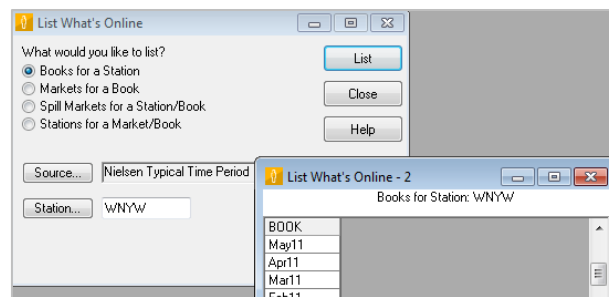 List What's Online
What would you like to list?
Books for a Station
Markets for a Book
Spill Markets for a Station/Book
Stations for a Market/Book
List
Close
Help
Source... Nielsen Typical Time Period
Station... WNYW
List What's Online - 2
Books for Station: WNYW
BOOK
May11
Apr11
Mar11
Feb11